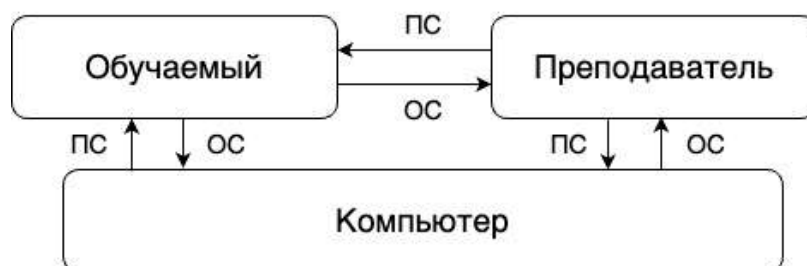 ПС
Обучаемый
Преподаватель
ОС
ПС
ОС
ПС
ОС
Компьютер